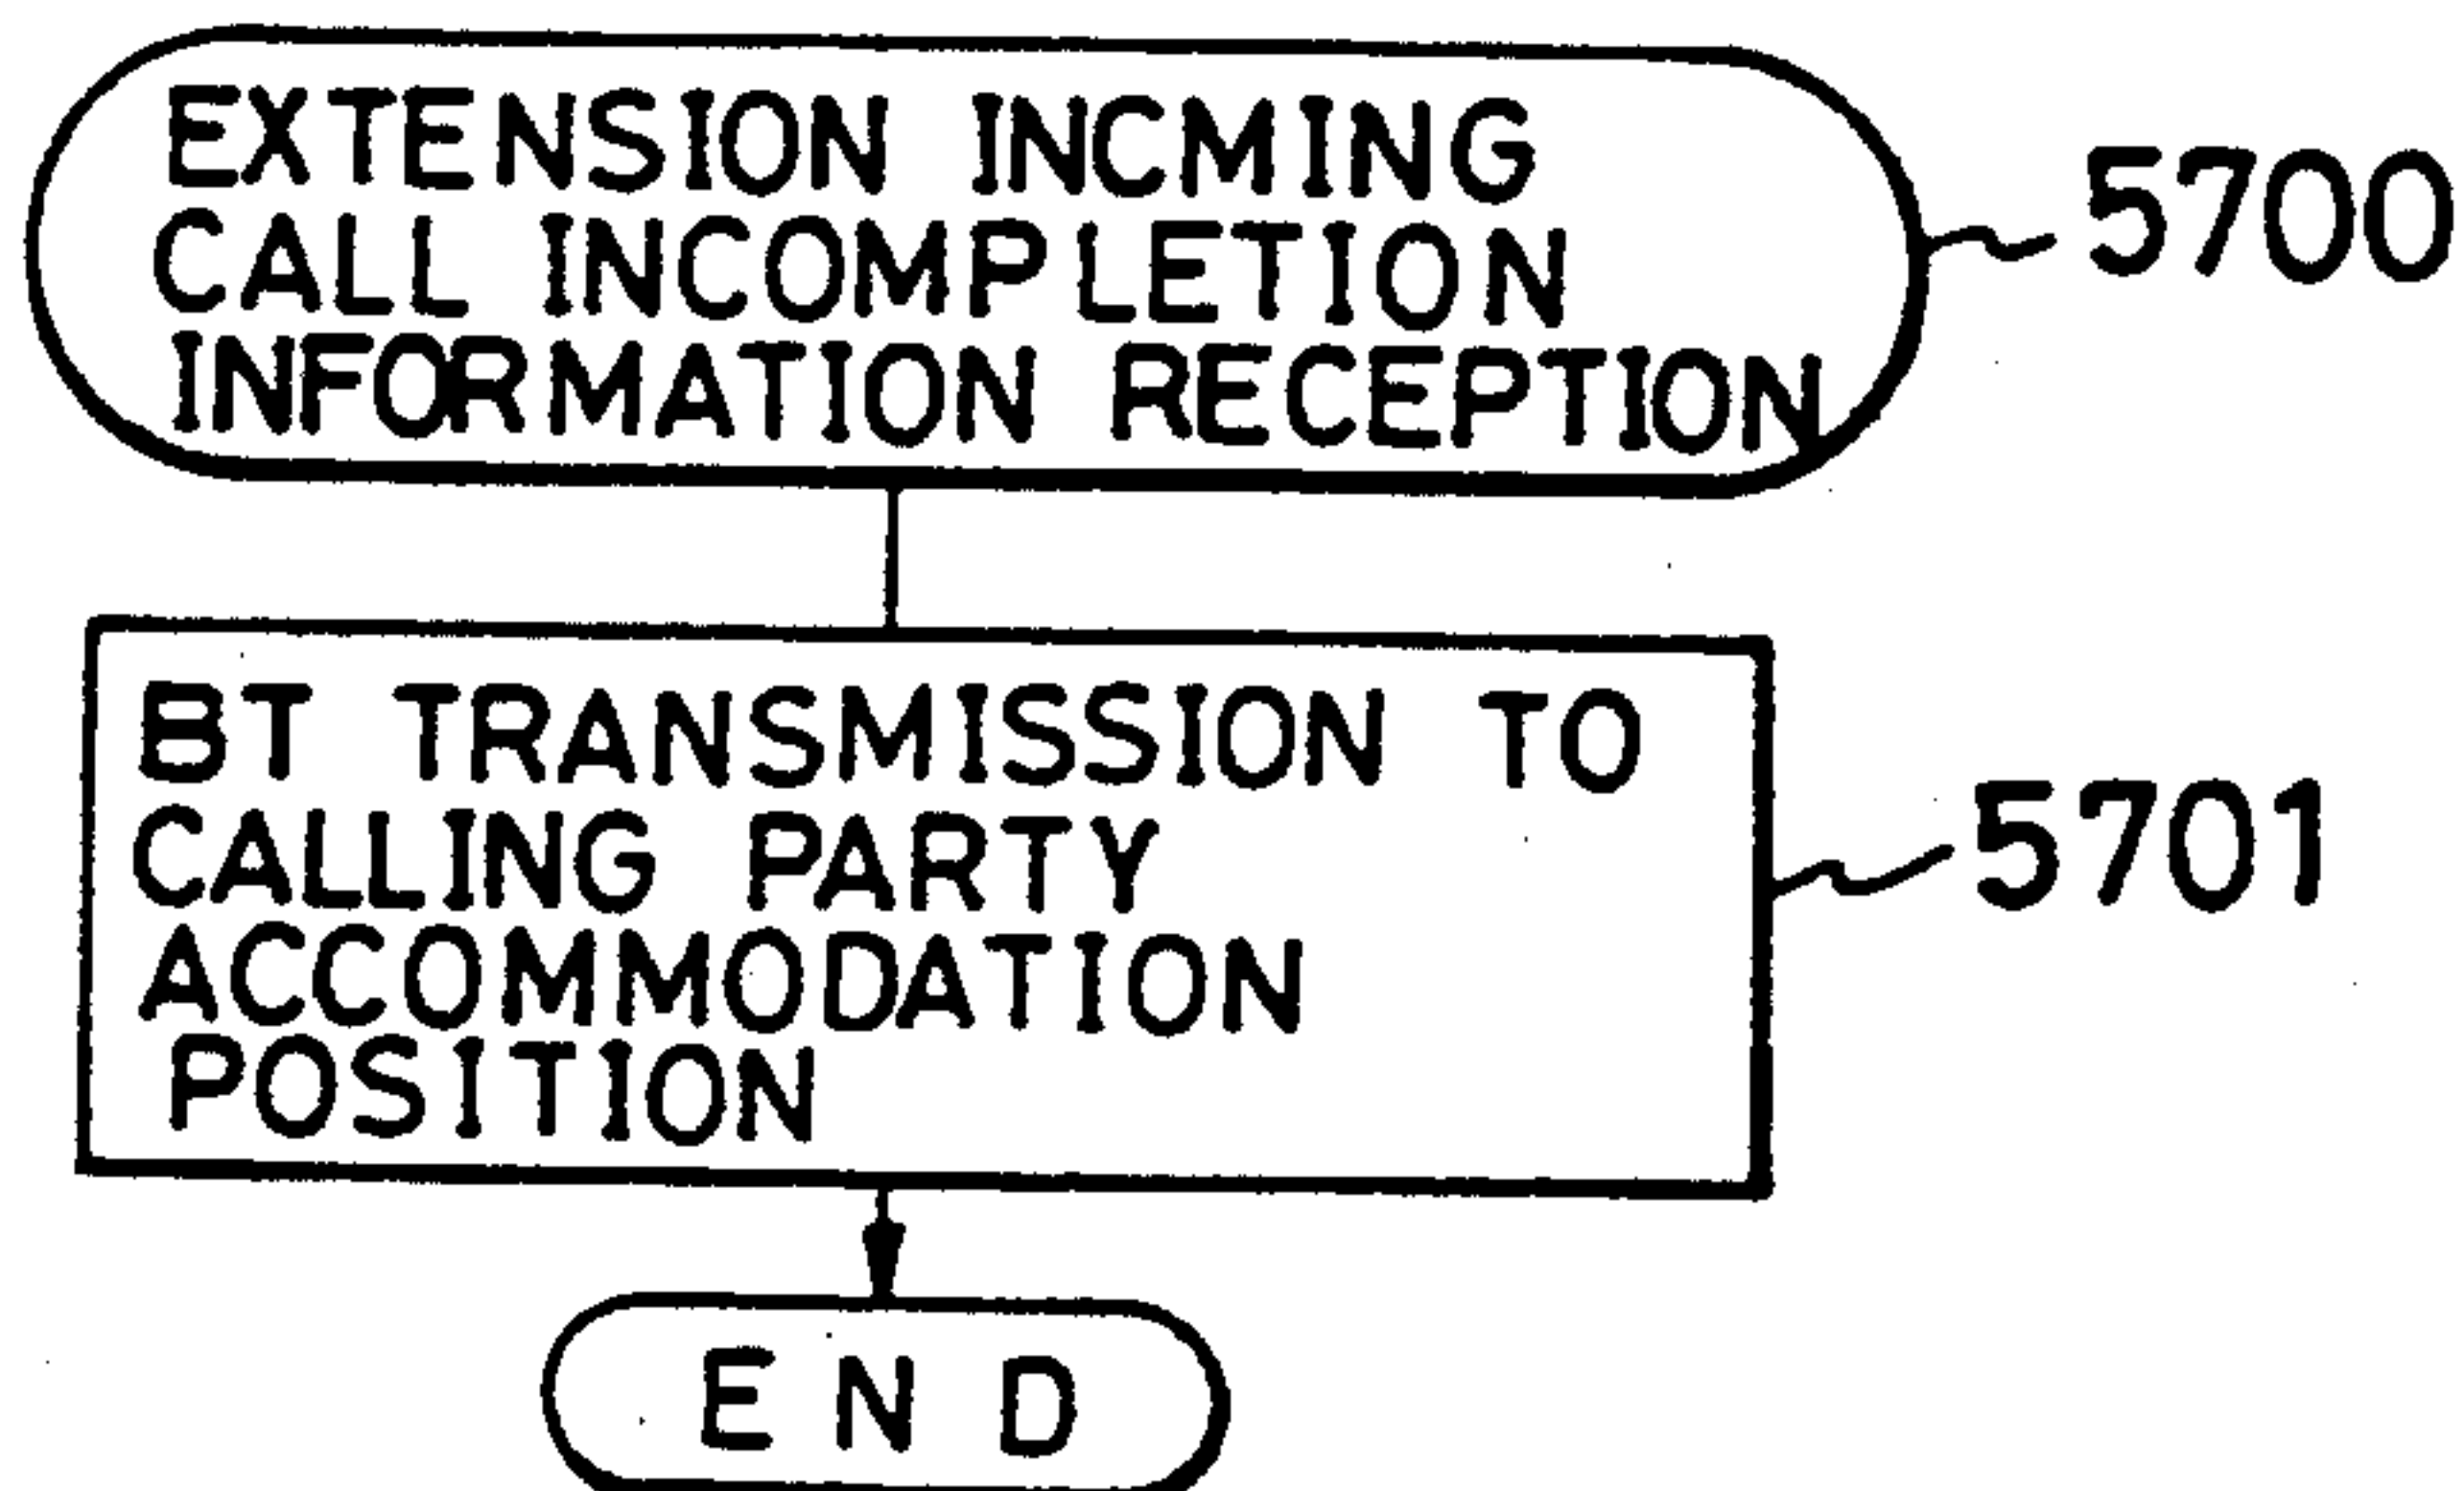 EXTENSION INCMING
CALL INCOMPLETION
INFORMATION RECEPTION
5700
BT TRANSMISSION TO
CALLING PARTY
ACCOMMODATION
POSITION
5701
END